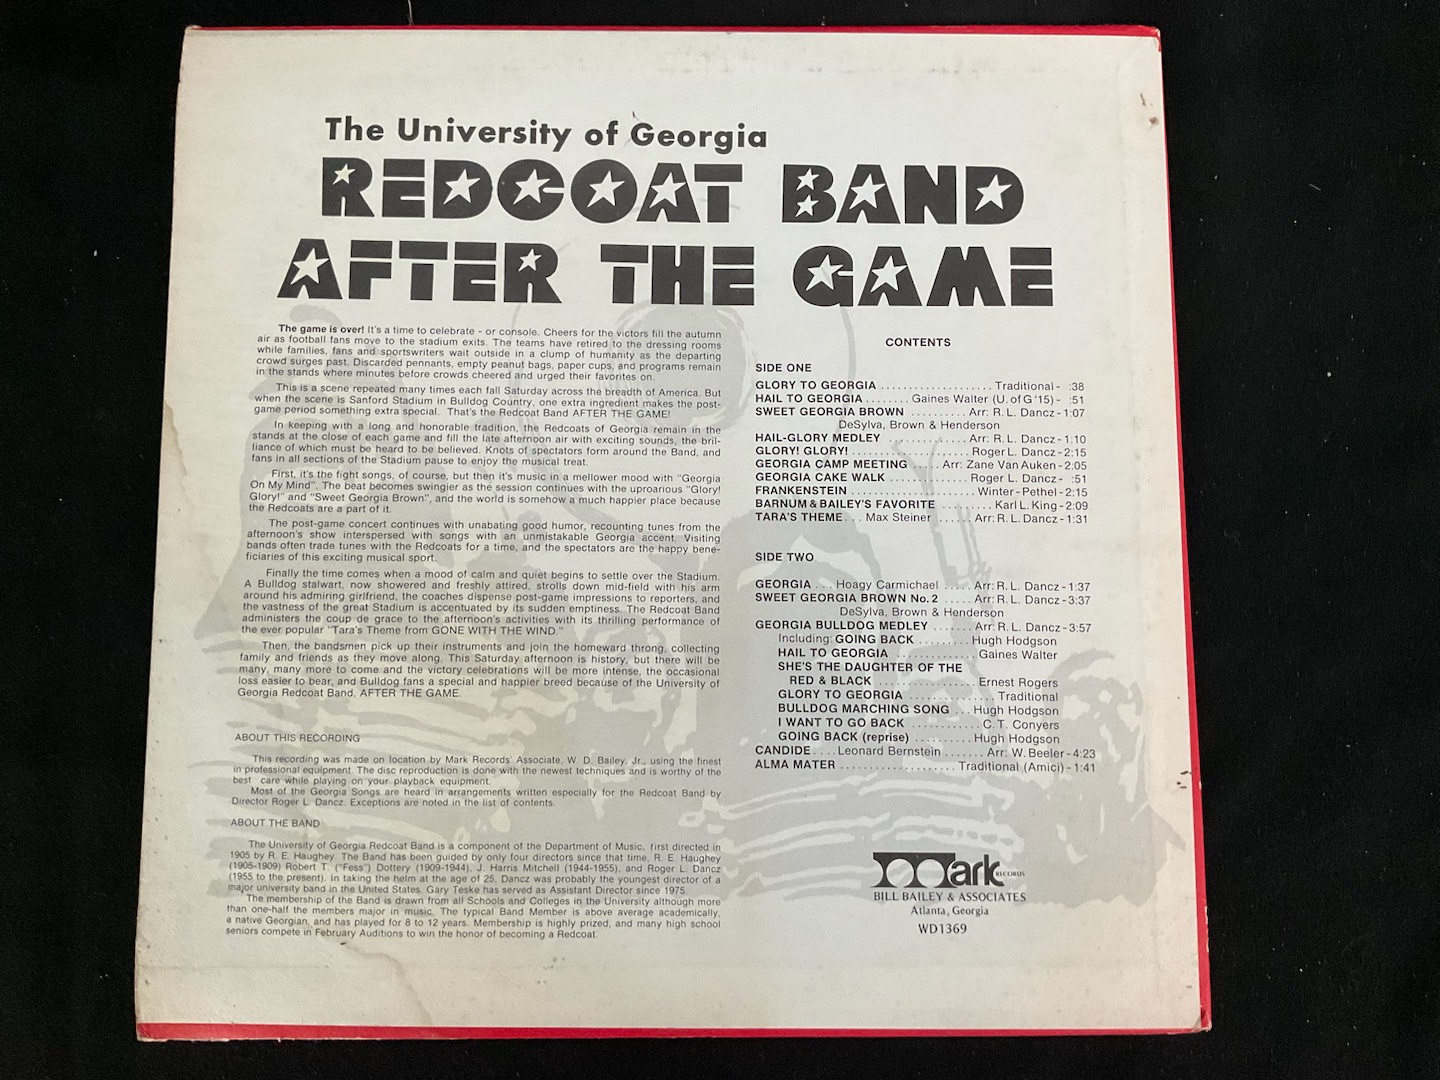 The University of Georgia
REDCOAT BAND
AFTER THE GAME
The game is over! It's a time to celebrate - or console. Cheers for the victors fill the autumn
air as football fans move to the stadium exits. The teams have retired to the dressing rooms
while families, fans and sportswriters wait outside in a clump of humanity as the departing
crowd surges past. Discarded pennants, empty peanut bags, paper cups, and programs remain
in the stands where minutes before crowds cheered and urged their favorites on.
This is a scene repeated many times each fall Saturday across the breadth of America. But
when the scene is Sanford Stadium in Bulldog Country, one extra ingredient makes the post-
game period something extra special. That's the Redcoat Band AFTER THE GAME!
In keeping with a long and honorable tradition, the Redcoats of Georgia remain in the
stands at the close of each game and fill the late afternoon air with exciting sounds, the bril-
liance of which must be heard to be believed. Knots of spectators form around the Band, and
fans in all sections of the Stadium pause to enjoy the musical treat.
First, it's the fight songs, of course, but then it's music in a mellower mood with "Georgia
On My Mind". The beat becomes swingier as the session continues with the uproarious "Glory!
Glory!" and "Sweet Georgia Brown", and the world is somehow a much happier place because
the Redcoats are a part of it.
The post-game concert continues with unabating good humor, recounting tunes from the
afternoon's show interspersed with songs with an unmistakable Georgia accent. Visiting
bands often trade tunes with the Redcoats for a time, and the spectators are the happy bene-
ficiaries of this exciting musical sport.
Finally the time comes when a mood of calm and quiet begins to settle over the Stadium.
A Bulldog stalwart, now showered and freshly attired, strolls down mid-field with his arm
around his admiring girlfriend, the coaches dispense post-game impressions to reporters, and
the vastness of the great Stadium is accentuated by its sudden emptiness. The Redcoat Band
administers the coup de grace to the afternoon's activities with its thrilling performance of
the ever popular "Tara's Theme from GONE WITH THE WIND."
Then, the bandsmen pick up their instruments and join the homeward throng, collecting
family and friends as they move along. This Saturday afternoon is history, but there will be
many, many more to come and the victory celebrations will be more intense, the occasional
loss easier to bear, and Bulldog fans a special and happier breed because of the University of
Georgia Redcoat Band, AFTER THE GAME.
ABOUT THIS RECORDING
This recording was made on location by Mark Records' Associate, W. D. Bailey, Jr., using the finest
in professional equipment. The disc reproduction is done with the newest techniques and is worthy of the
best care while playing on your playback equipment.
Most of the Georgia Songs are heard in arrangements written especially for the Redcoat Band by
Director Roger L. Dancz. Exceptions are noted in the list of contents.
ABOUT THE BAND
The University of Georgia Redcoat Band is a component of the Department of Music, first directed in
1905 by R. E. Haughey. The Band has been guided by only four directors since that time, R. E. Haughey
(1905-1909) Robert T. ("Fess") Dottery (1909-1944), J. Harris Mitchell (1944-1955), and Roger L. Dancz
(1955 to the present). In taking the helm at the age of 25, Dancz was probably the youngest director of a
major university band in the United States. Gary Teske has served as Assistant Director since 1975.
The membership of the Band is drawn from all Schools and Colleges in the University although more
than one-half the members major in music. The typical Band Member is above average academically,
a native Georgian, and has played for 8 to 12 years. Membership is highly prized, and many high school
seniors compete in February Auditions to win the honor of becoming a Redcoat.
CONTENTS
SIDE ONE
GLORY TO GEORGIA .................... Traditional - :38
HAIL TO GEORGIA ........ Gaines Walter (U. of G '15) - :51
SWEET GEORGIA BROWN .......... Arr: R. L. Dancz - 1:07
DeSylva, Brown & Henderson
HAIL-GLORY MEDLEY .............. Arr: R. L. Dancz - 1:10
GLORY! GLORY! ...................... Roger L. Dancz - 2:15
GEORGIA CAMP MEETING ..... Arr: Zane Van Auken - 2:05
GEORGIA CAKE WALK ............... Roger L. Dancz - :51
FRANKENSTEIN ...................... Winter - Pethel - 2:15
BARNUM & BAILEY'S FAVORITE ......... Karl L. King - 2:09
TARA'S THEME ... Max Steiner ...... Arr: R. L. Dancz - 1:31
SIDE TWO
GEORGIA ... Hoagy Carmichael ..... Arr: R. L. Dancz - 1:37
SWEET GEORGIA BROWN No. 2 ...... Arr: R. L. Dancz - 3:37
DeSylva, Brown & Henderson
GEORGIA BULLDOG MEDLEY ....... Arr: R. L. Dancz - 3:57
Including: GOING BACK .......... Hugh Hodgson
HAIL TO GEORGIA ............... Gaines Walter
SHE'S THE DAUGHTER OF THE
RED & BLACK ................. Ernest Rogers
GLORY TO GEORGIA ............... Traditional
BULLDOG MARCHING SONG ... Hugh Hodgson
I WANT TO GO BACK ............ C. T. Conyers
GOING BACK (reprise) .......... Hugh Hodgson
CANDIDE .... Leonard Bernstein ....... Arr: W. Beeler - 4:23
ALMA MATER .................... Traditional (Amici) - 1:41
Mark RECORDS
BILL BAILEY & ASSOCIATES
Atlanta, Georgia
WD1369